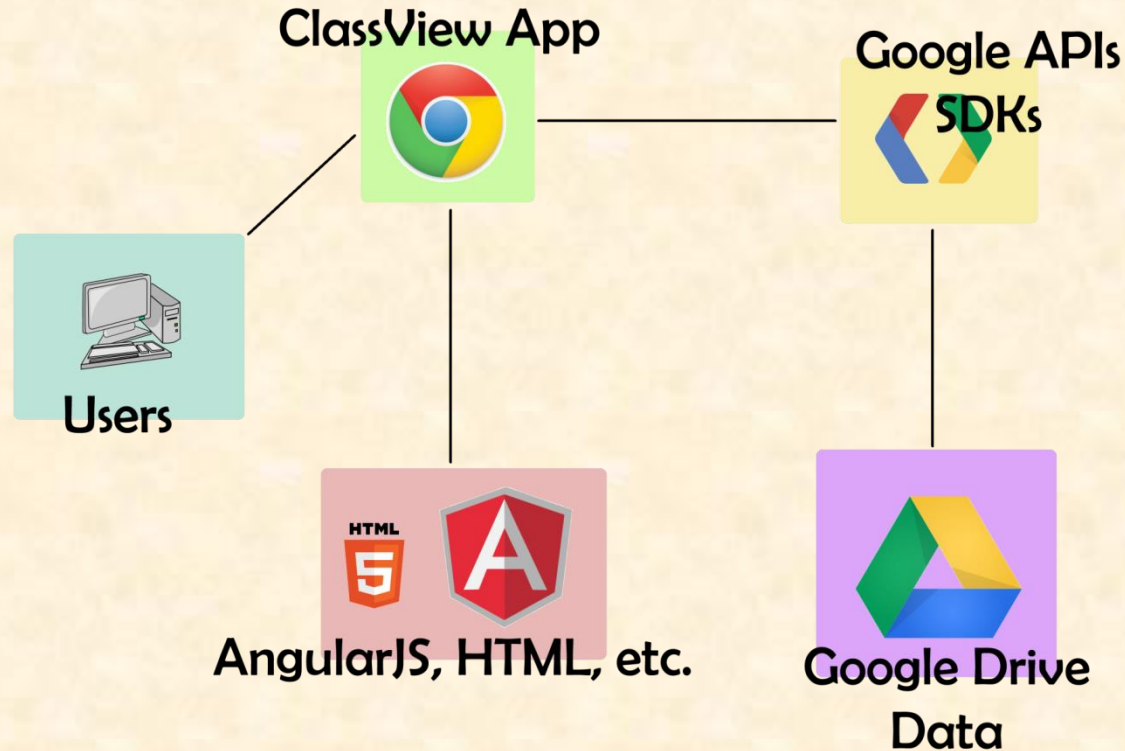 ClassView App
Google APIs
SDKs
Users
HTML
5
AngularJS, HTML, etc.
A
Google Drive
Data